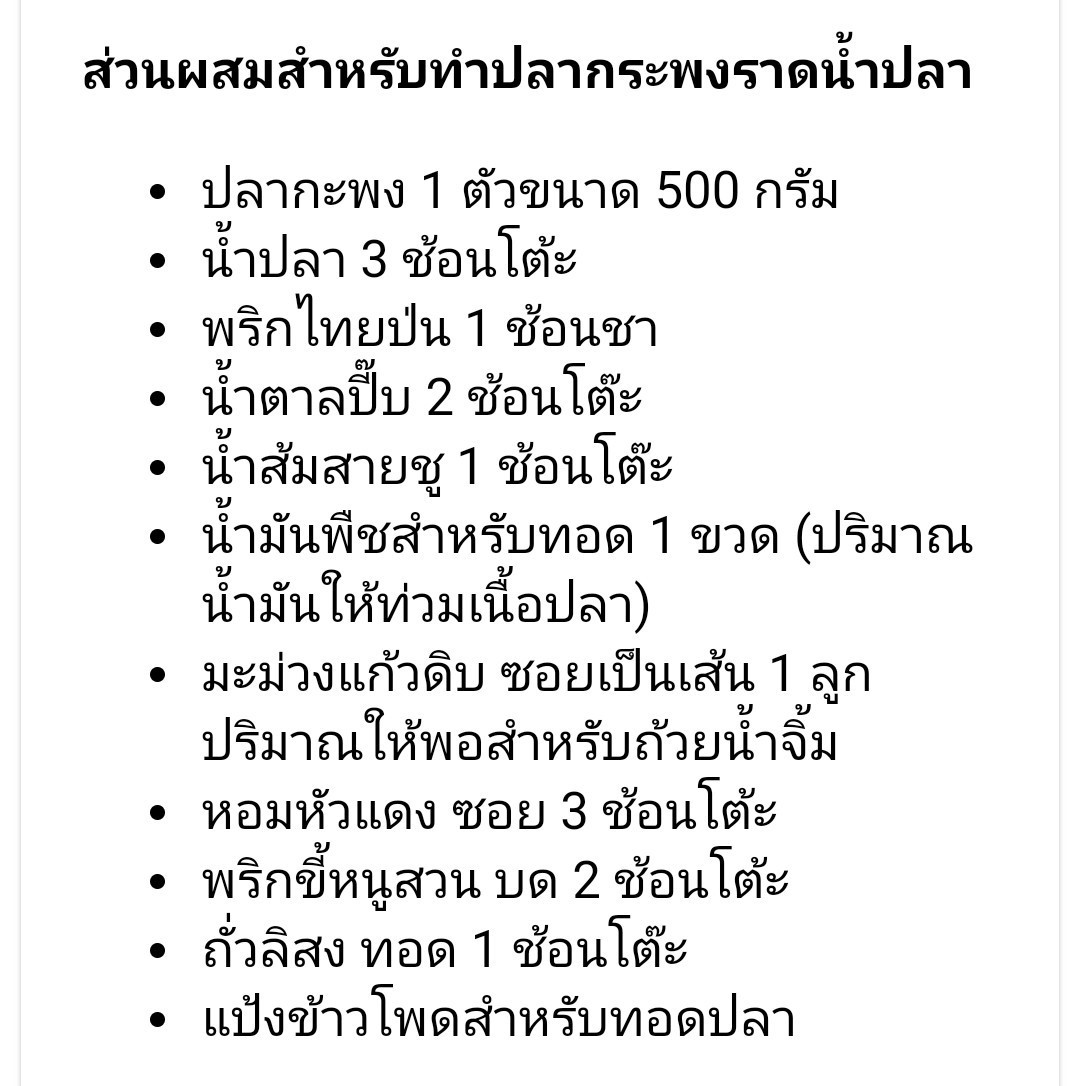 ส่วนผสมสำหรับทำปลากระพงราดน้ำปลา
• ปลากะพง 1 ตัวขนาด 500 กรัม
• น้ำปลา 3 ช้อนโต้ะ
• พริกไทยป่น 1 ช้อนชา
• น้ำตาลปี๊บ 2 ช้อนโต๊ะ
• น้ำส้มสายชู 1 ช้อนโต๊ะ
• น้ำมันพืชสำหรับทอด 1 ขวด (ปริมาณ
น้ำมันให้ท่วมเนื้อปลา)
• มะม่วงแก้วดิบ ซอยเป็นเส้น 1 ลูก
ปริมาณให้พอสำหรับถ้วยน้ำจิ้ม
• หอมหัวแดง ซอย 3 ช้อนโต้ะ
• พริกขี้หนูสวน บด 2 ช้อนโต้ะ
• ถั่วลิสง ทอด 1 ช้อนโต๊ะ
• แป้งข้าวโพดสำหรับทอดปลา